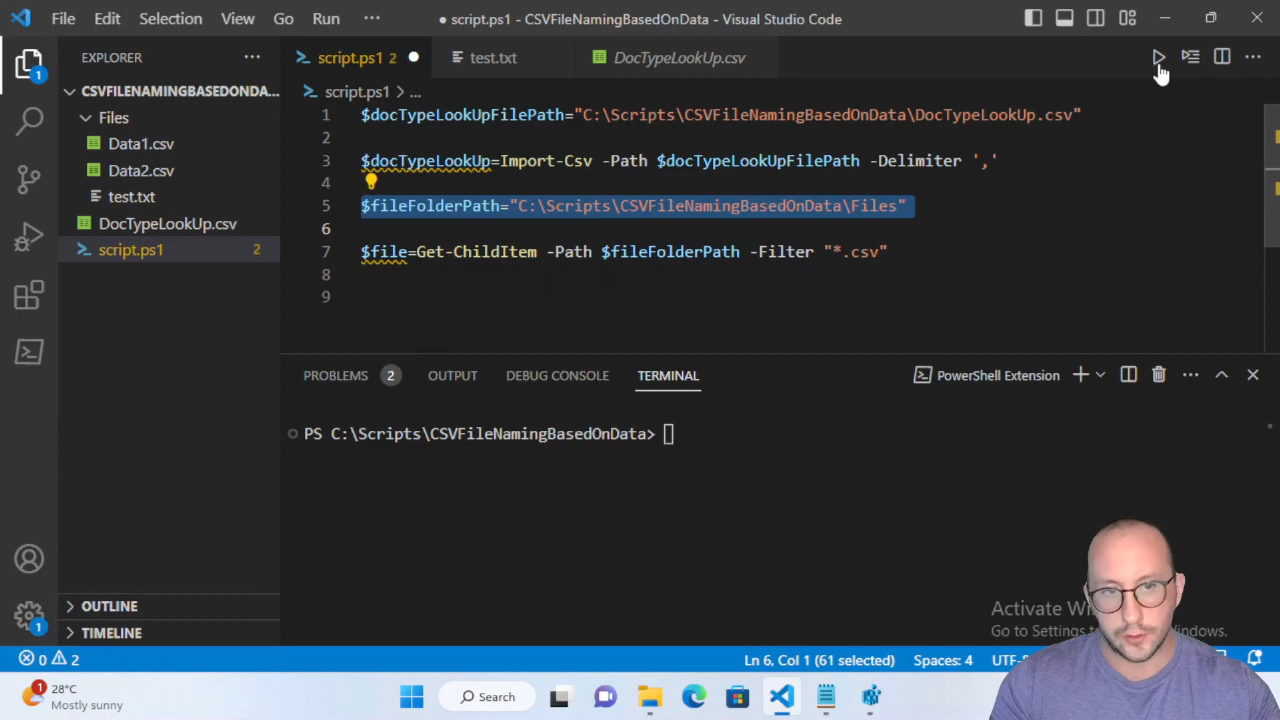 File Edit Selection View Go Run ··· ● script.ps1 - CSVFileNamingBasedOnData - Visual Studio Code
EXPLORER ···
script.ps1 2 ● test.txt DocTypeLookUp.csv
1
CSVFILENAMINGBASEDONDA...
Files
Data1.csv
Data2.csv
test.txt
DocTypeLookUp.csv
script.ps1 2
script.ps1 > ...
1 $docTypeLookUpFilePath="C:\Scripts\CSVFileNamingBasedOnData\DocTypeLookUp.csv"
2
3 $docTypeLookUp=Import-Csv -Path $docTypeLookUpFilePath -Delimiter ','
4
5 $fileFolderPath="C:\Scripts\CSVFileNamingBasedOnData\Files"
6
7 $file=Get-ChildItem -Path $fileFolderPath -Filter "*.csv"
8
9
PROBLEMS 2 OUTPUT DEBUG CONSOLE TERMINAL PowerShell Extension
PS C:\Scripts\CSVFileNamingBasedOnData>
OUTLINE
TIMELINE
1
Activate
Go to Settings to Windows.
0 2 Ln 6, Col 1 (61 selected) Spaces: 4
1 28°C
Mostly sunny
Search